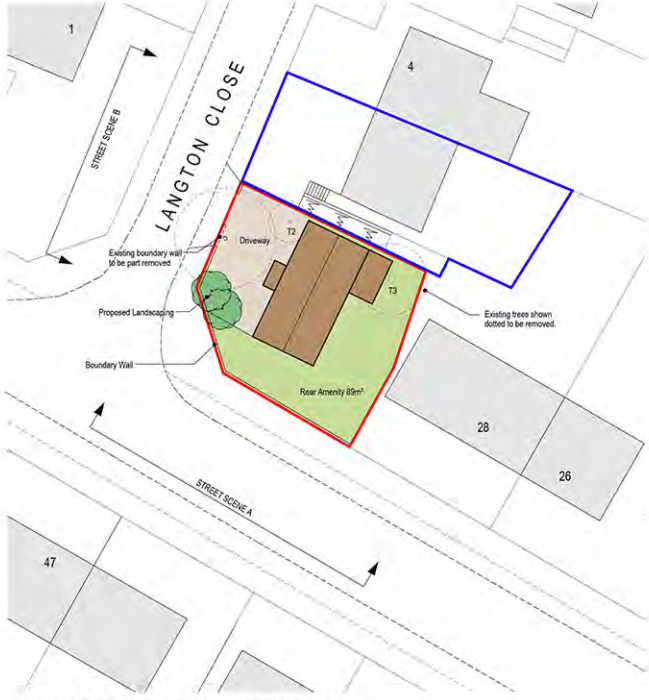 1
4
STREET SCENE B
LANGTON CLOSE
Existing boundary wall
to be part removed
Driveway
T2
T3
Proposed Landscaping
Existing trees shown
dotted to be removed.
Boundary Wall
Rear Amenity 89m²
28
26
STREET SCENE A
47